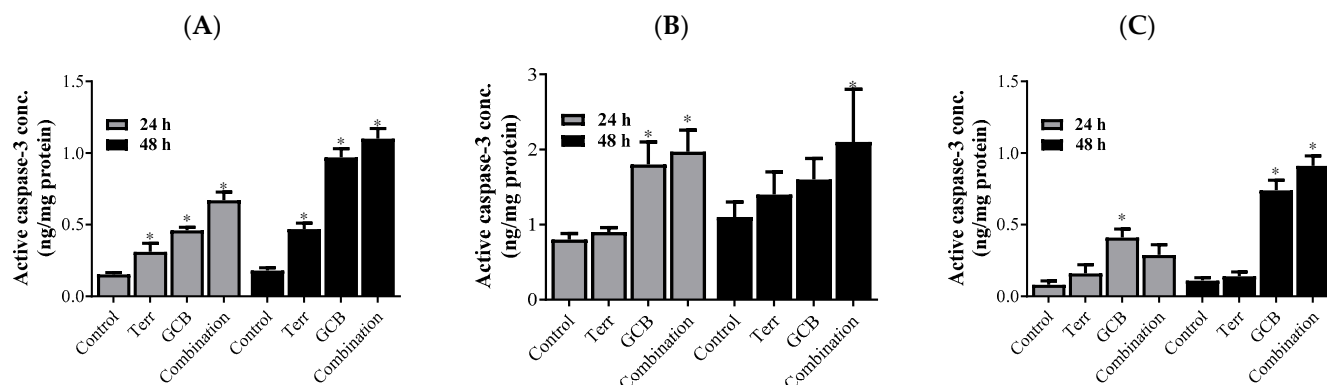 (A)
Active caspase-3 conc.
(ng/mg protein)
1.5
1.0
0.5
0.0
24 h
48 h
*
*
*
*
*
*
Control
Terr
GCB
Combination
Control
Terr
GCB
Combination
(B)
Active caspase-3 conc.
(ng/mg protein)
3
2
1
0
24 h
48 h
*
*
*
Control
Terr
GCB
Combination
Control
Terr
GCB
Combination
(C)
Active caspase-3 conc.
(ng/mg protein)
1.5
1.0
0.5
0.0
24 h
48 h
*
*
*
Control
Terr
GCB
Combination
Control
Terr
GCB
Combination